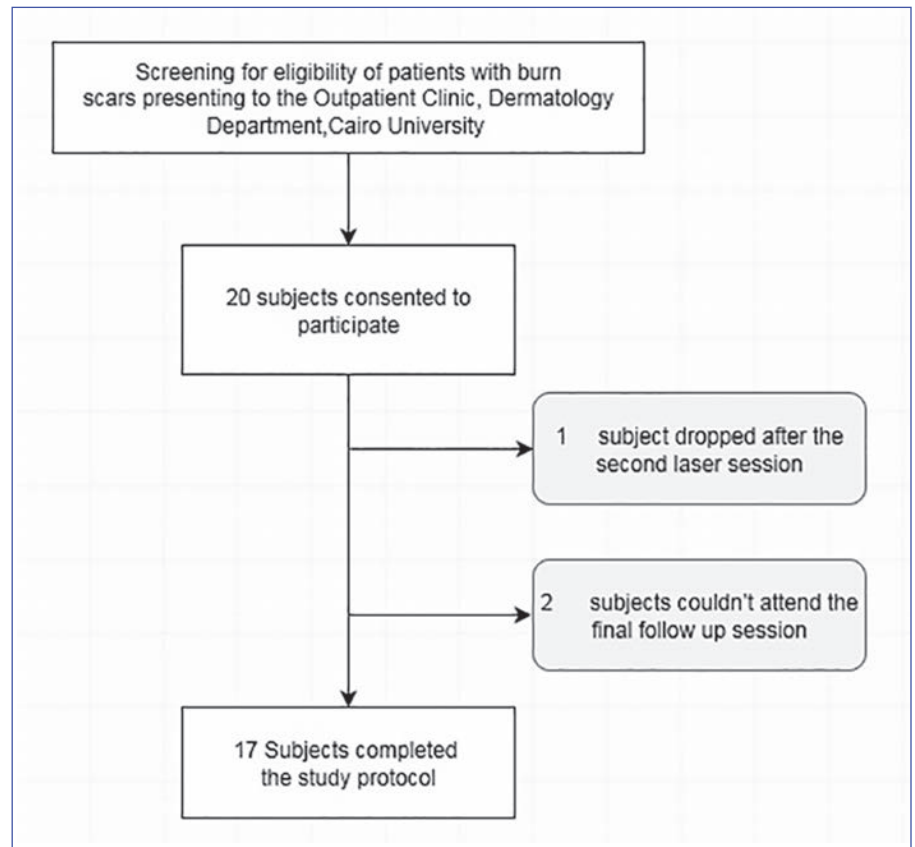 Screening for eligibility of patients with burn
scars presenting to the Outpatient Clinic, Dermatology
Department,Cairo University
20 subjects consented to
participate
1 subject dropped after the
second laser session
2 subjects couldn't attend the
final follow up session
17 Subjects completed
the study protocol